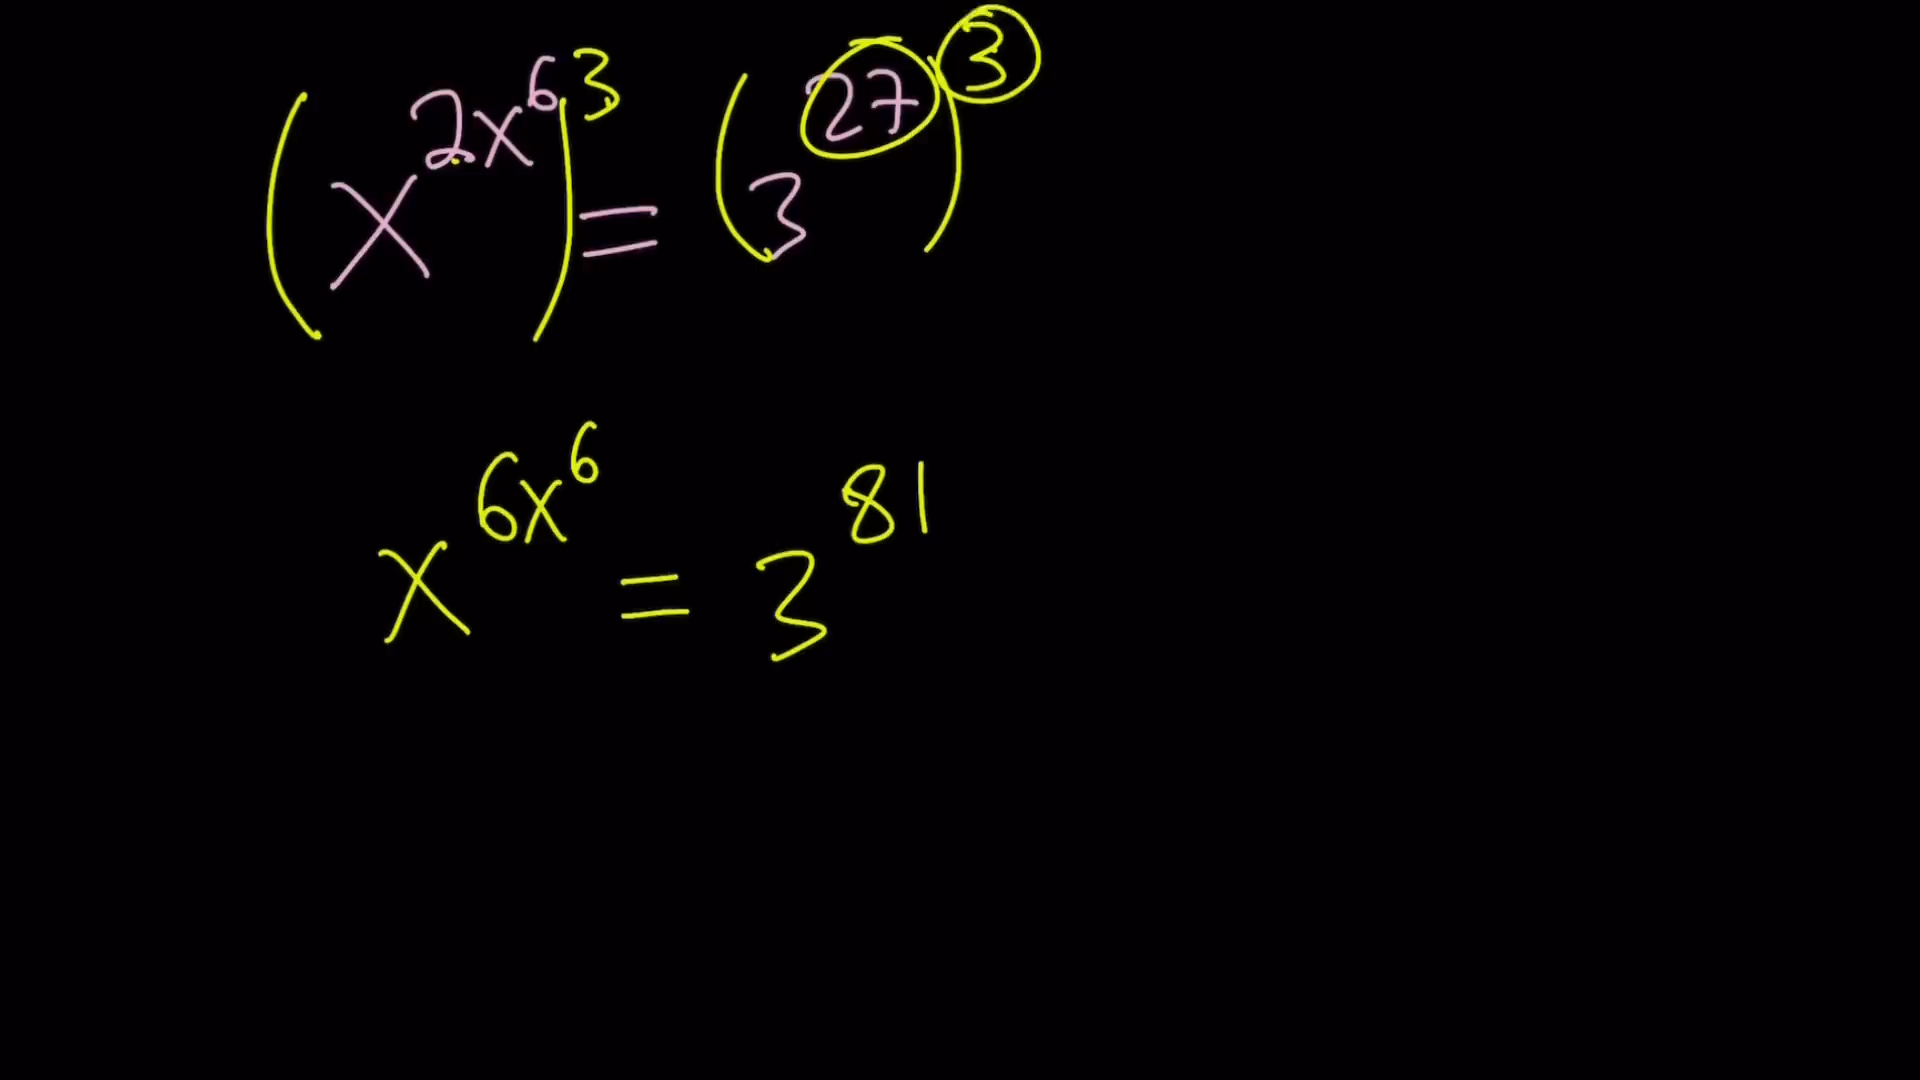 (x^{2x^6})^3 = (3^{27})^3
x^{6x^6} = 3^{81}